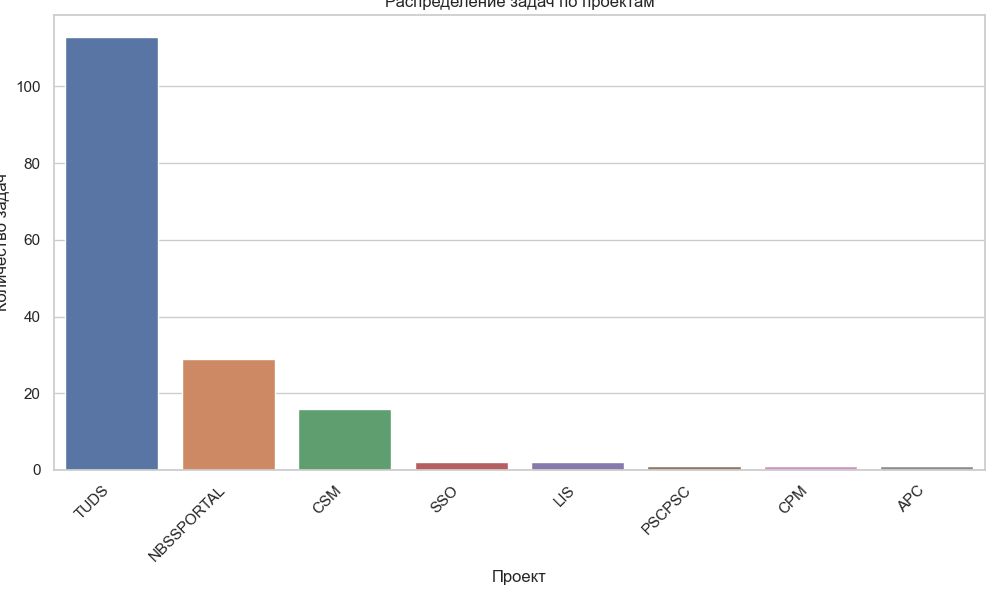 Распределение задач по проектам
Количество задач
100
80
60
40
20
0
TUDS
NBSSPORTAL
CSM
SSO
LIS
PSCPSC
CPM
APC
Проект